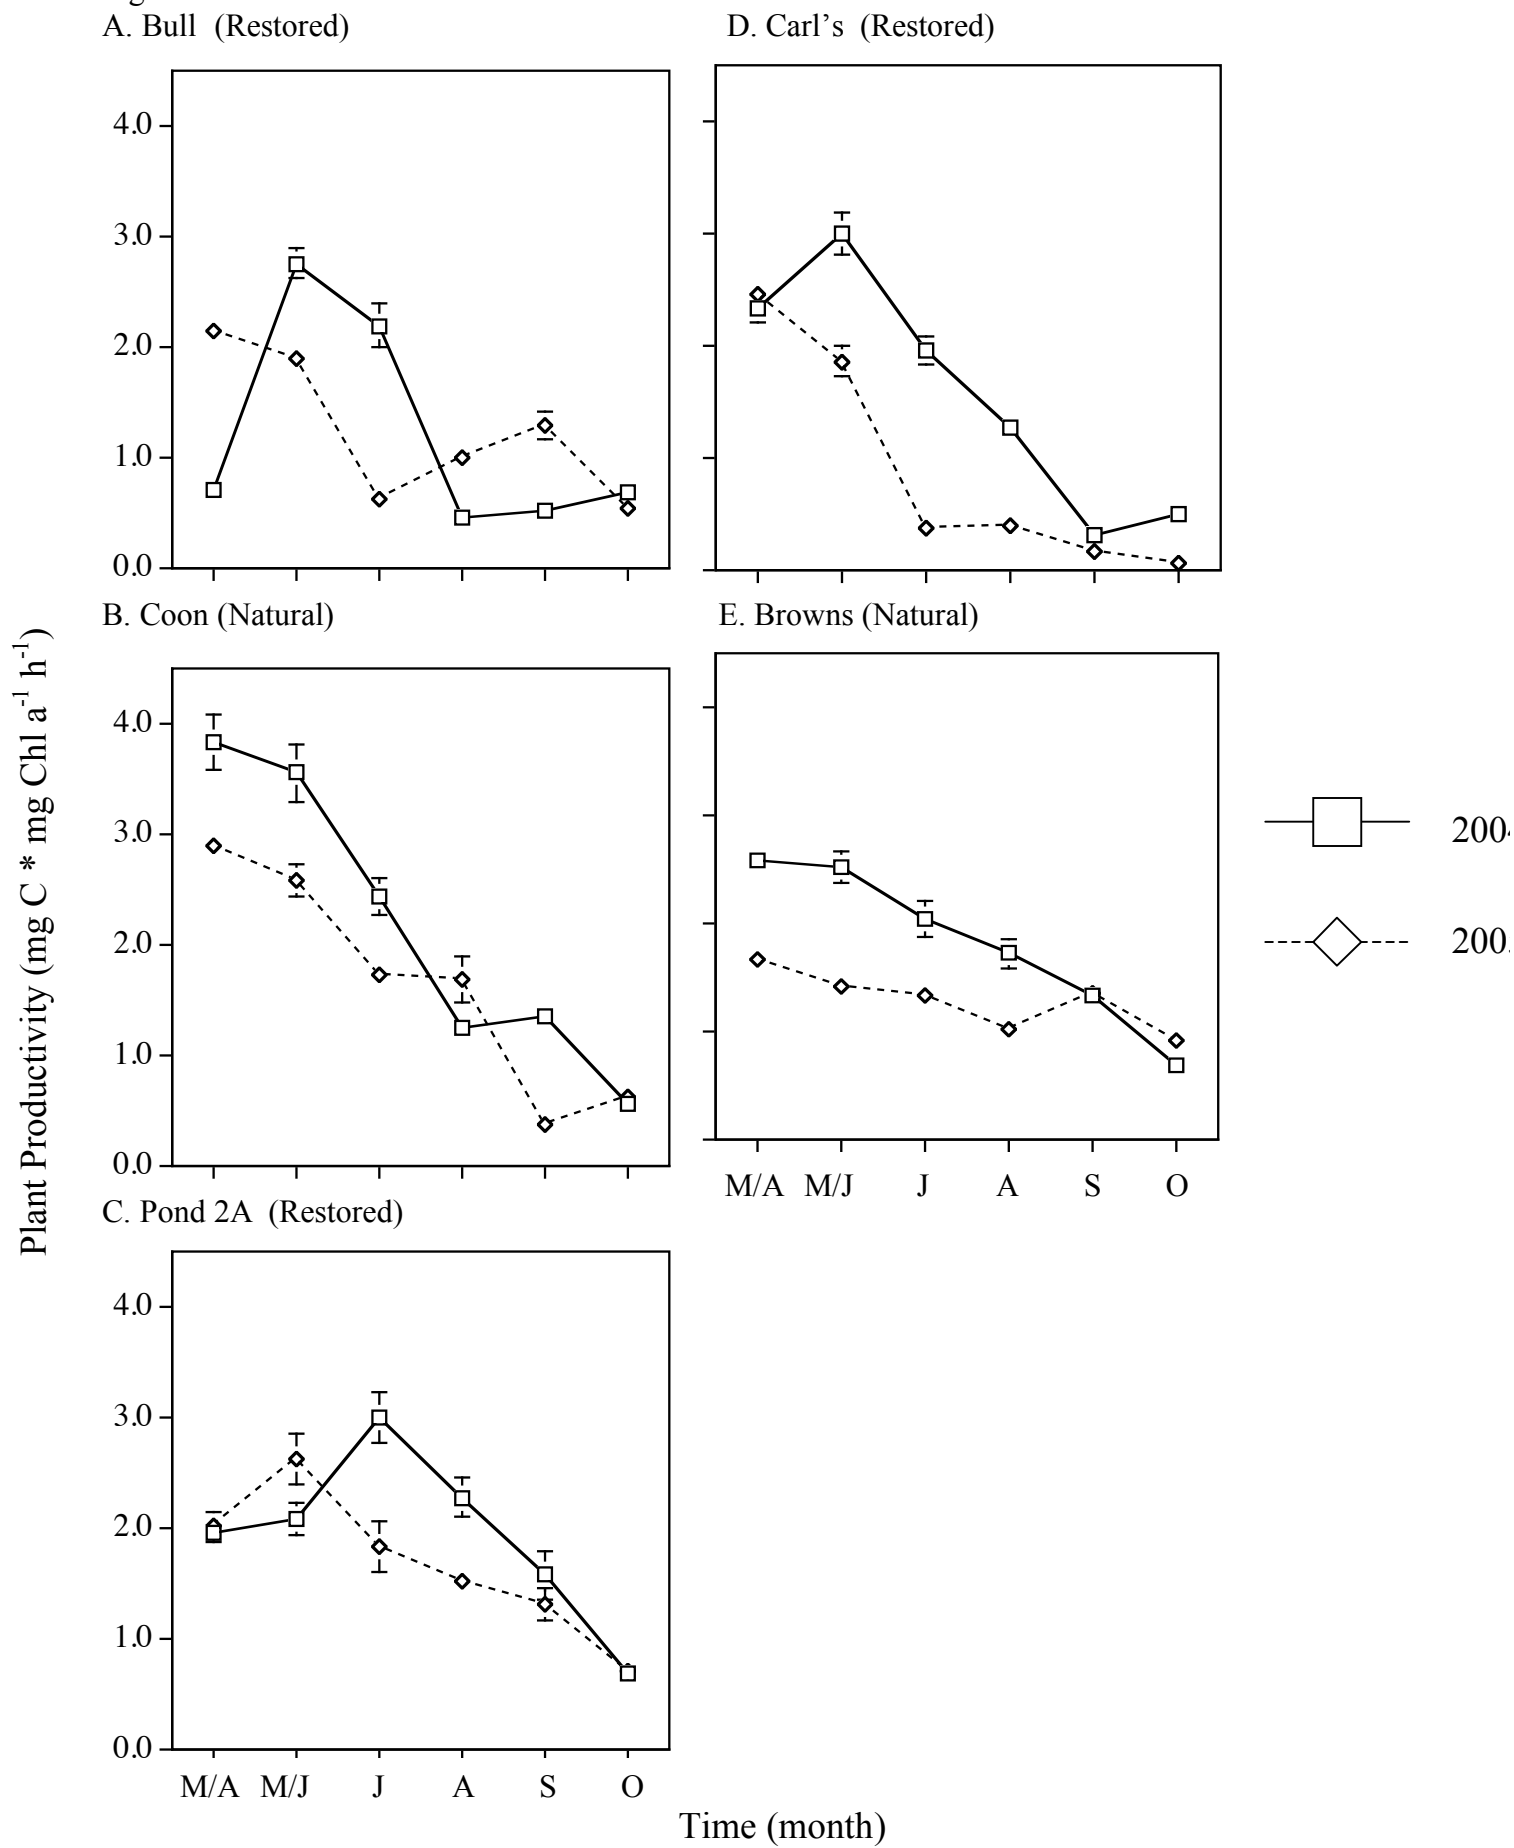 A. Bull (Restored)
4.0
3.0
2.0
1.0
0.0
D. Carl's (Restored)
B. Coon (Natural)
4.0
3.0
2.0
1.0
0.0
E. Browns (Natural)
M/A M/J J A S O
C. Pond 2A (Restored)
4.0
3.0
2.0
1.0
0.0
M/A M/J J A S O
Time (month)
Plant Productivity (mg C * mg Chl a⁻¹ h⁻¹)